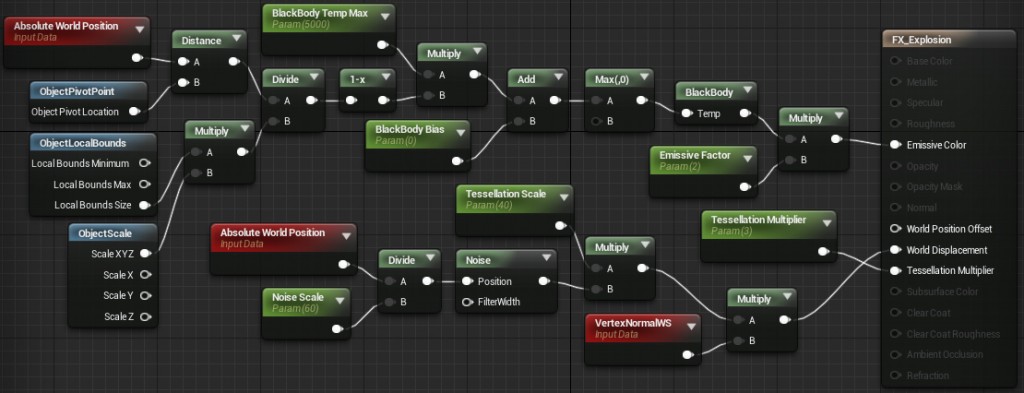 Absolute World Position
Input Data
ObjectPivotPoint
Object Pivot Location
ObjectLocalBounds
Local Bounds Minimum
Local Bounds Max
Local Bounds Size
ObjectScale
Scale XYZ
Scale X
Scale Y
Scale Z
Distance
A
B
Multiply
A
B
BlackBody Temp Max
Param(5000)
Divide
A
B
1-x
Multiply
A
B
BlackBody Bias
Param(0)
Add
A
B
Max(,0)
A
B
BlackBody
Temp
Emissive Factor
Param(2)
Multiply
A
B
Absolute World Position
Input Data
Noise Scale
Param(60)
Divide
A
B
Noise
Position
FilterWidth
Tessellation Scale
Param(40)
Multiply
A
B
VertexNormalWS
Input Data
Multiply
A
B
Tessellation Multiplier
Param(3)
FX_Explosion
Base Color
Metallic
Specular
Roughness
Emissive Color
Opacity
Opacity Mask
Normal
World Position Offset
World Displacement
Tessellation Multiplier
Subsurface Color
Clear Coat
Clear Coat Roughness
Ambient Occlusion
Refraction